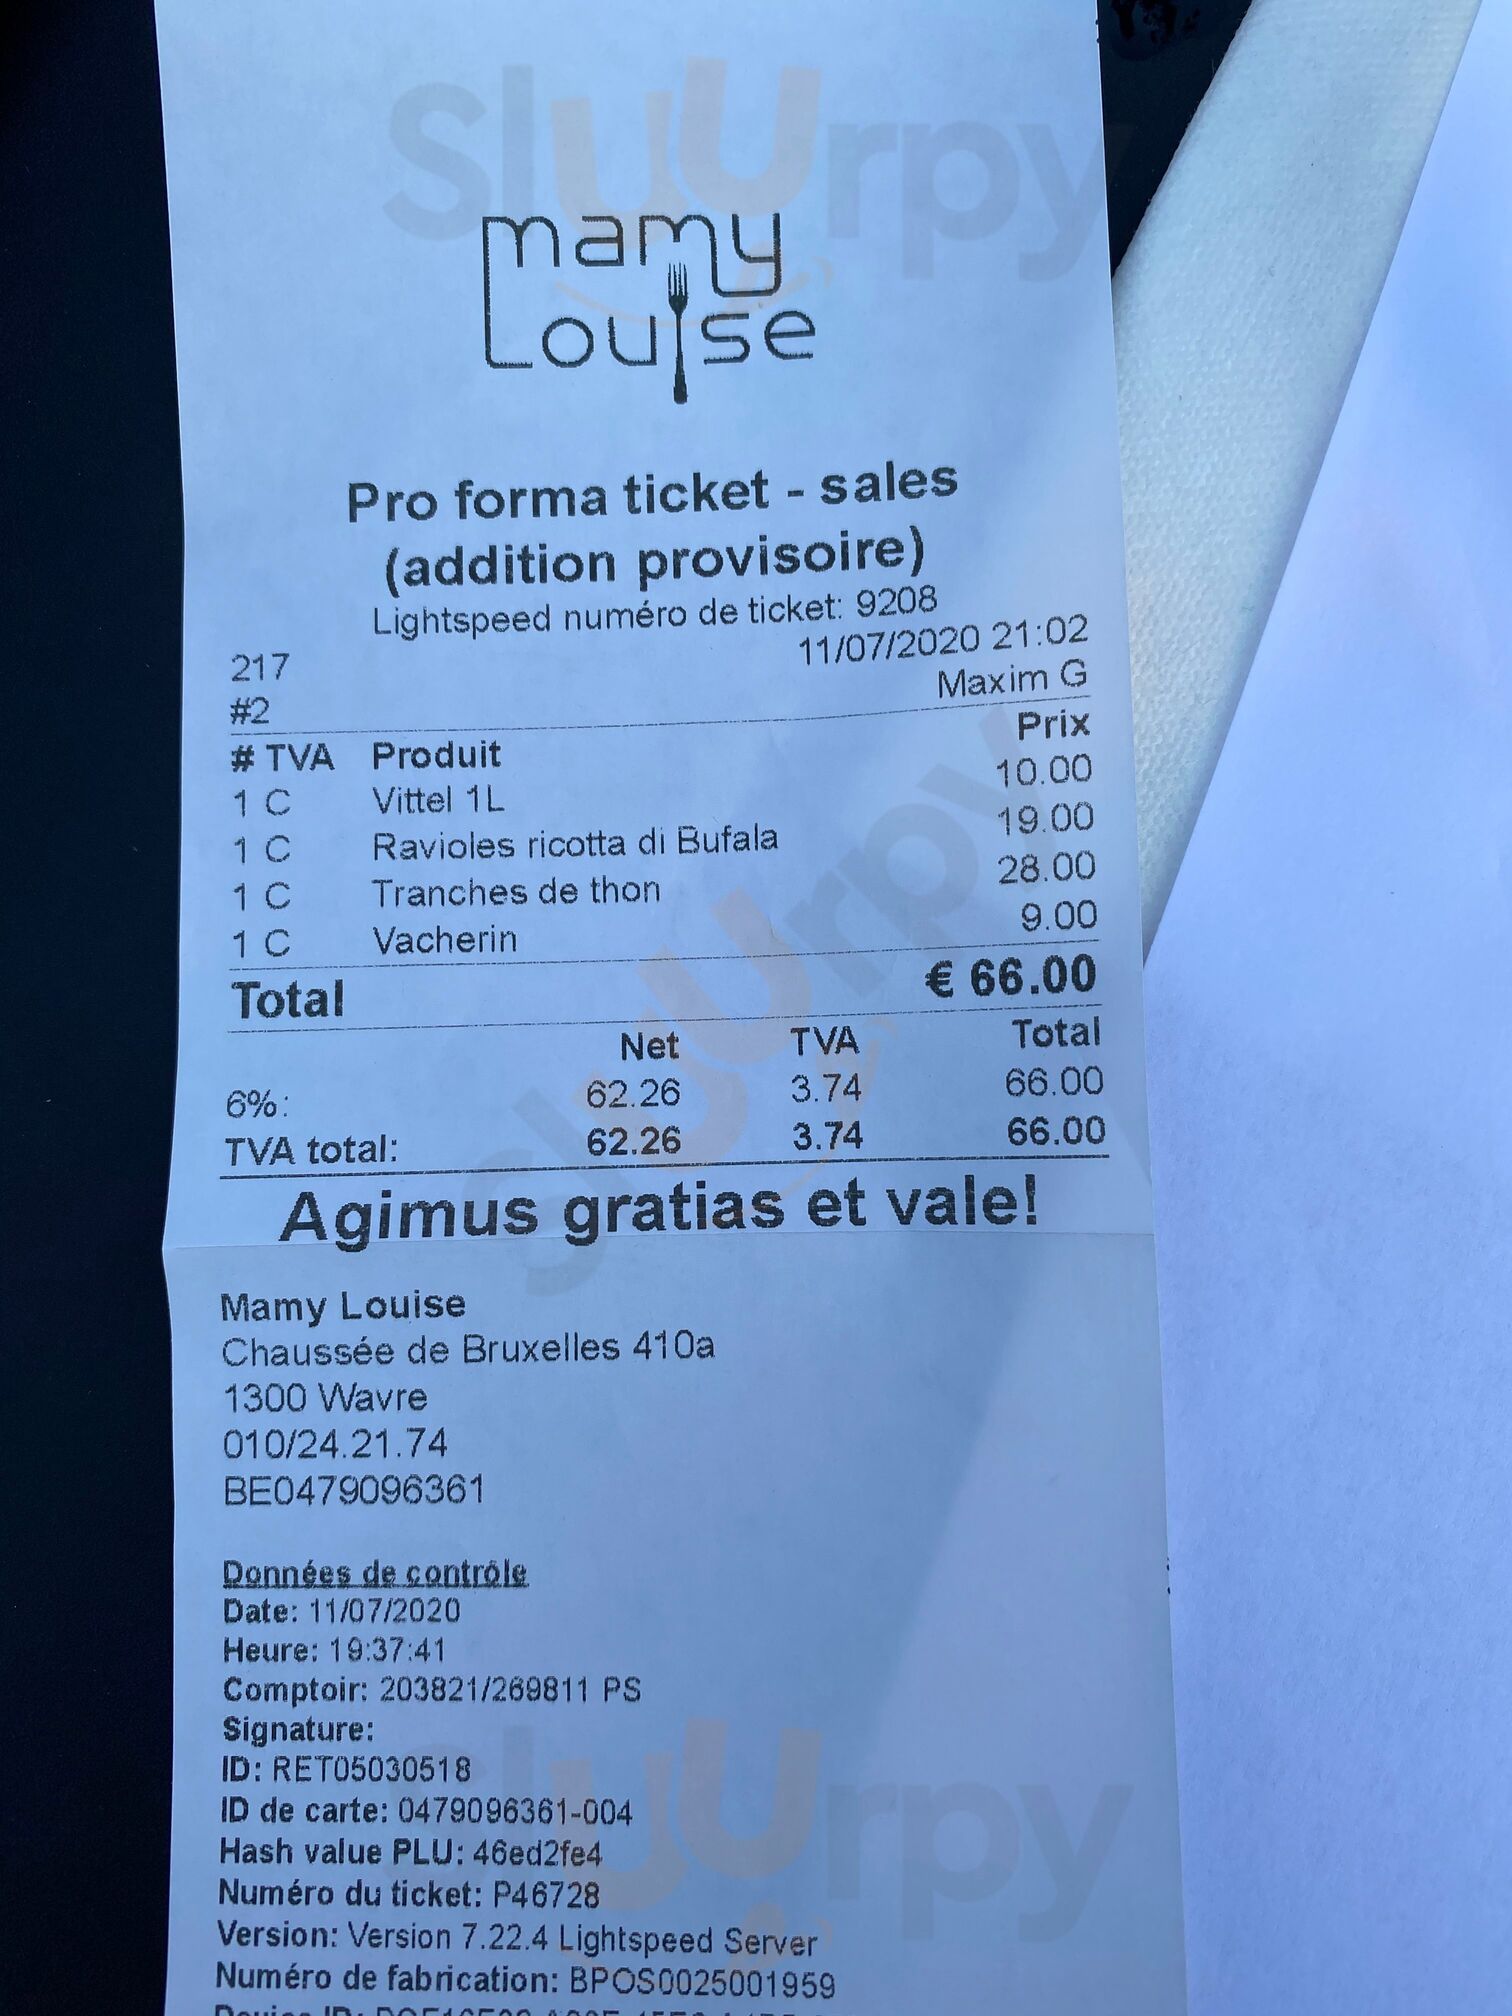 sluurpy
mamy
Louise
Pro forma ticket - sales
(addition provisoire)
Lightspeed numéro de ticket: 9208
217 11/07/2020 21:02
#2 Maxim G
# TVA Produit Prix
1 C Vittel 1L 10.00
1 C Ravioles ricotta di Bufala 19.00
1 C Tranches de thon 28.00
1 C Vacherin 9.00
Total € 66.00
Net TVA Total
6%: 62.26 3.74 66.00
TVA total: 62.26 3.74 66.00
sluurpy
Agimus gratias et vale!
Mamy Louise
Chaussée de Bruxelles 410a
1300 Wavre
010/24.21.74
BE0479096361
Données de contrôle
Date: 11/07/2020
Heure: 19:37:41
Comptoir: 203821/269811 PS
Signature:
ID: RET05030518
ID de carte: 0479096361-004
sluurpy
Hash value PLU: 46ed2fe4
Numéro du ticket: P46728
Version: Version 7.22.4 Lightspeed Server
Numéro de fabrication: BPOS0025001959